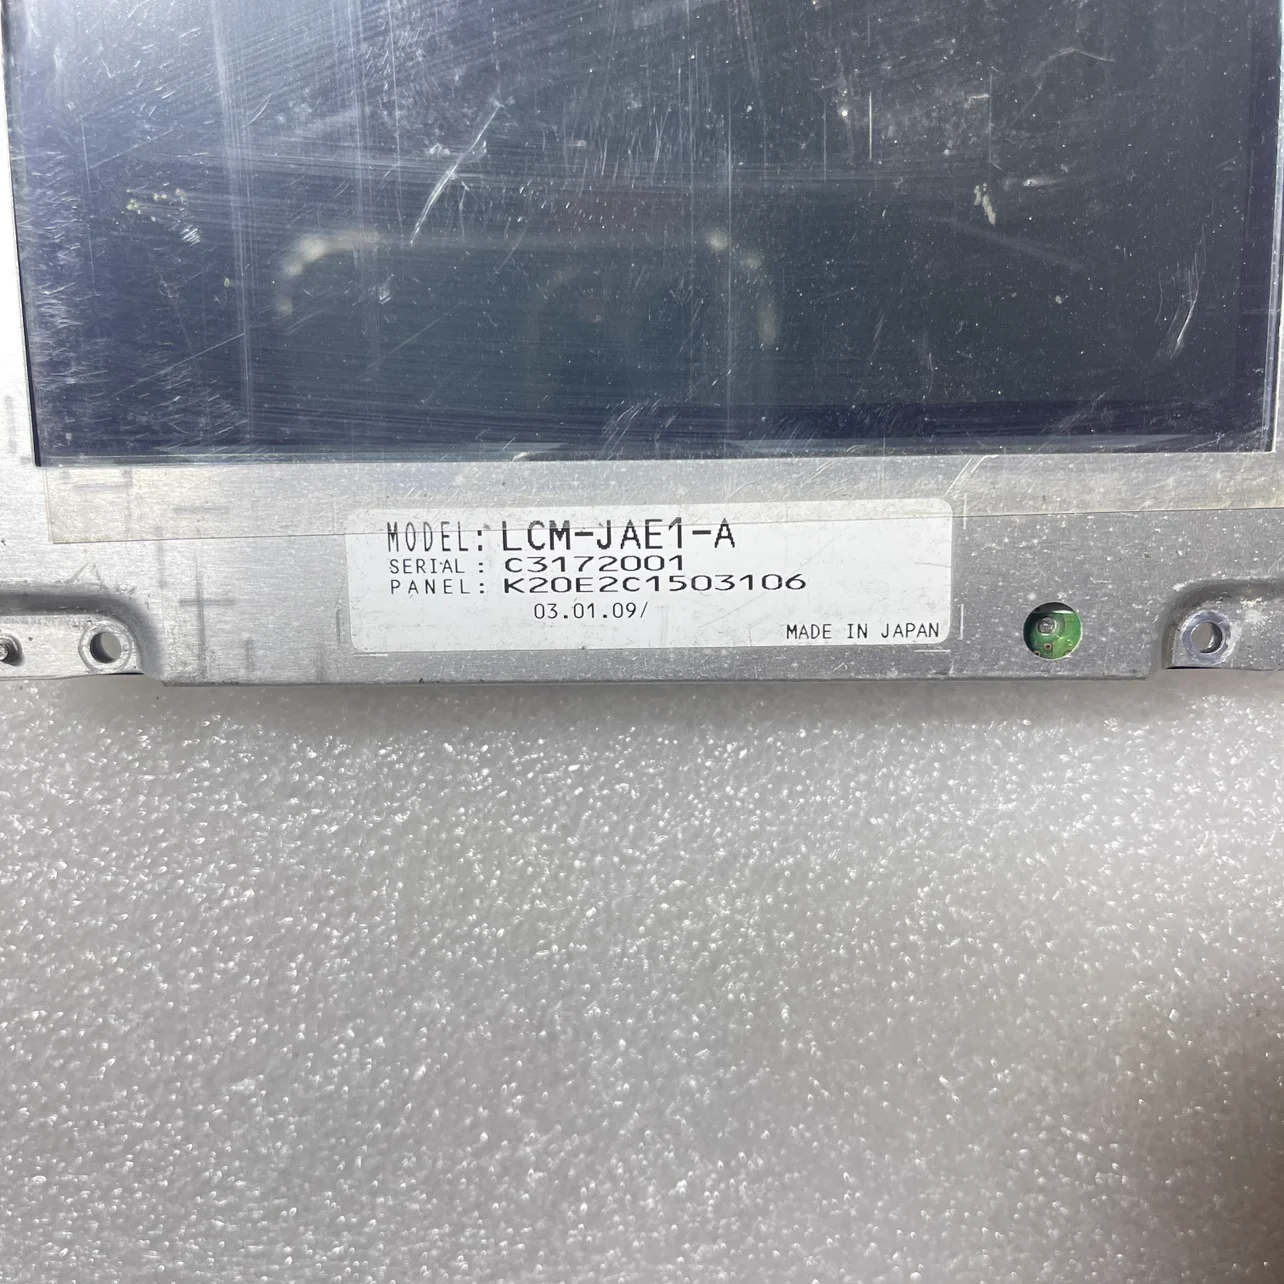 MODEL: LCM-JAE1-A
SERIAL: C3172001
PANEL: K20E2C1503106
03.01.09/
MADE IN JAPAN